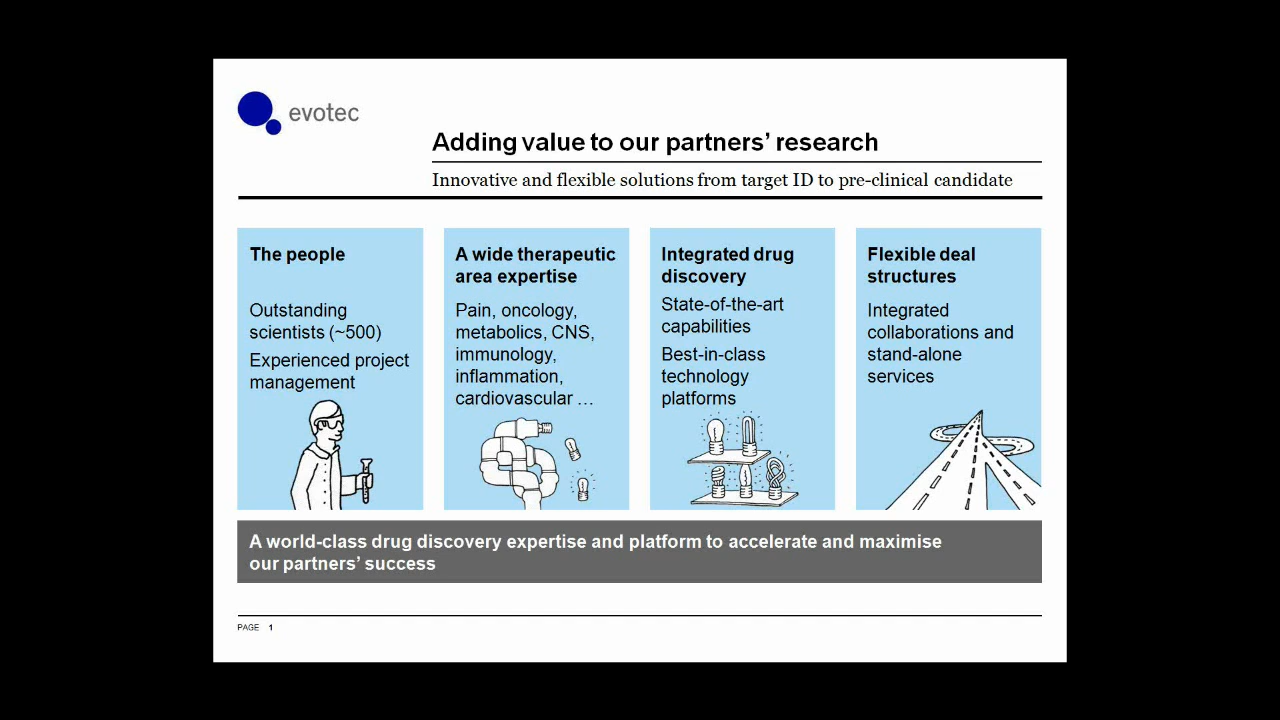 evotec
Adding value to our partners’ research
Innovative and flexible solutions from target ID to pre-clinical candidate
The people
Outstanding
scientists (~500)
Experienced project
management
A wide therapeutic
area expertise
Pain, oncology,
metabolics, CNS,
immunology,
inflammation,
cardiovascular …
Integrated drug
discovery
State-of-the-art
capabilities
Best-in-class
technology
platforms
Flexible deal
structures
Integrated
collaborations and
stand-alone
services
A world-class drug discovery expertise and platform to accelerate and maximise
our partners’ success
PAGE 1